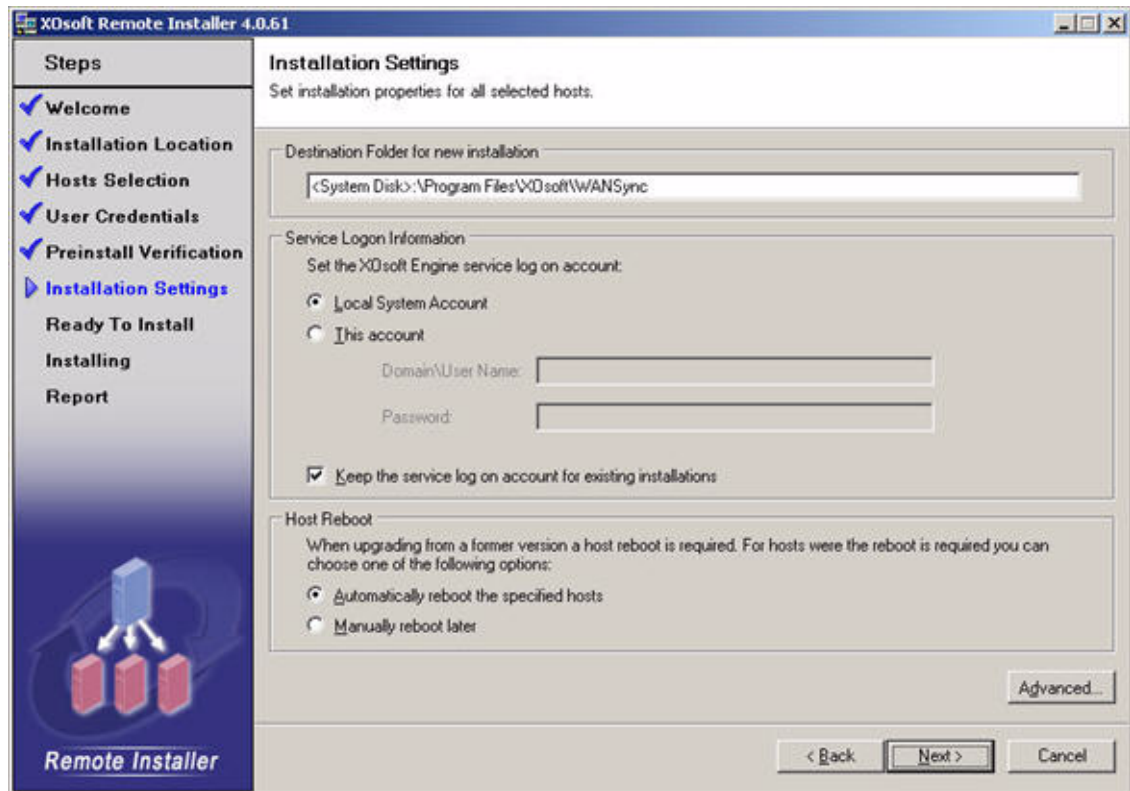 XOsoft Remote Installer 4.0.61
Steps
Welcome
Installation Location
Hosts Selection
User Credentials
Preinstall Verification
Installation Settings
Ready To Install
Installing
Report
Remote Installer
Installation Settings
Set installation properties for all selected hosts.
Destination Folder for new installation
<System Disk>:\Program Files\XOsoft\WANSync
Service Logon Information
Set the XOsoft Engine service log on account:
Local System Account
This account
Domain\User Name:
Password:
Keep the service log on account for existing installations
Host Reboot
When upgrading from a former version a host reboot is required. For hosts were the reboot is required you can
choose one of the following options:
Automatically reboot the specified hosts
Manually reboot later
Advanced...
< Back
Next >
Cancel